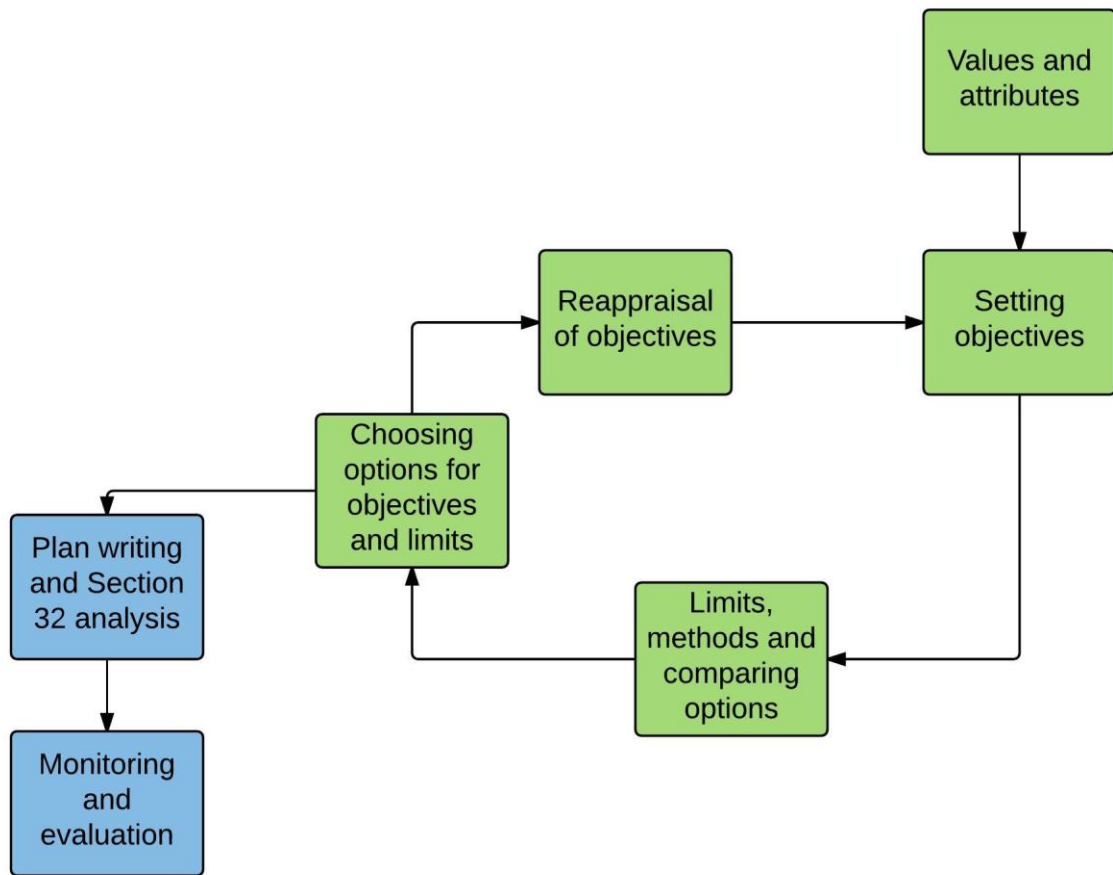 Values and
attributes
Reappraisal
of objectives
Setting
objectives
Choosing
options for
objectives
and limits
Plan writing
and Section
32 analysis
Limits,
methods and
comparing
options
Monitoring
and
evaluation